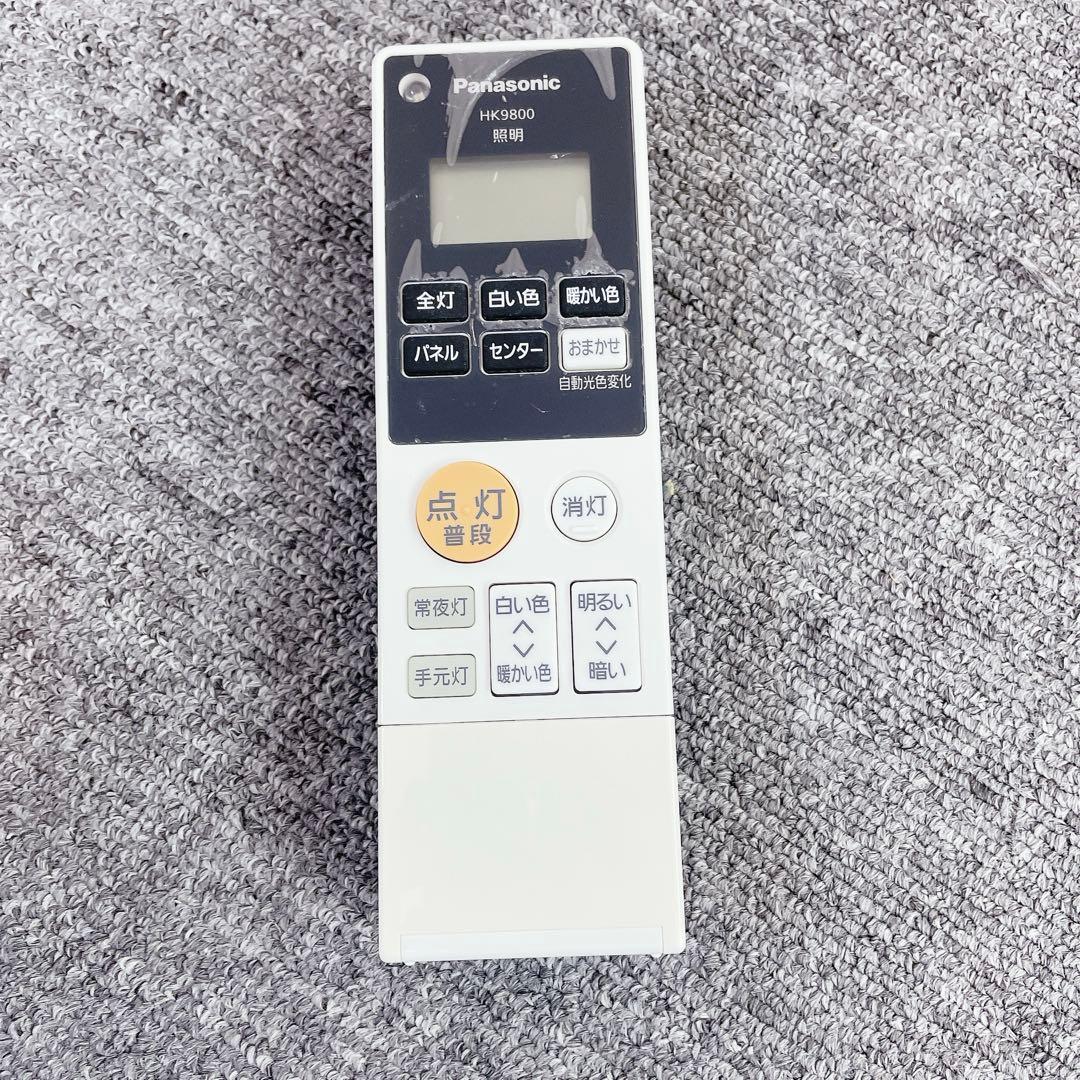 Panasonic
HK9800
照明
全灯 白い色 暖かい色
パネル センター おまかせ
自動光色変化
点灯
普段
消灯
常夜灯
手元灯
白い色
暖かい色
明るい
暗い